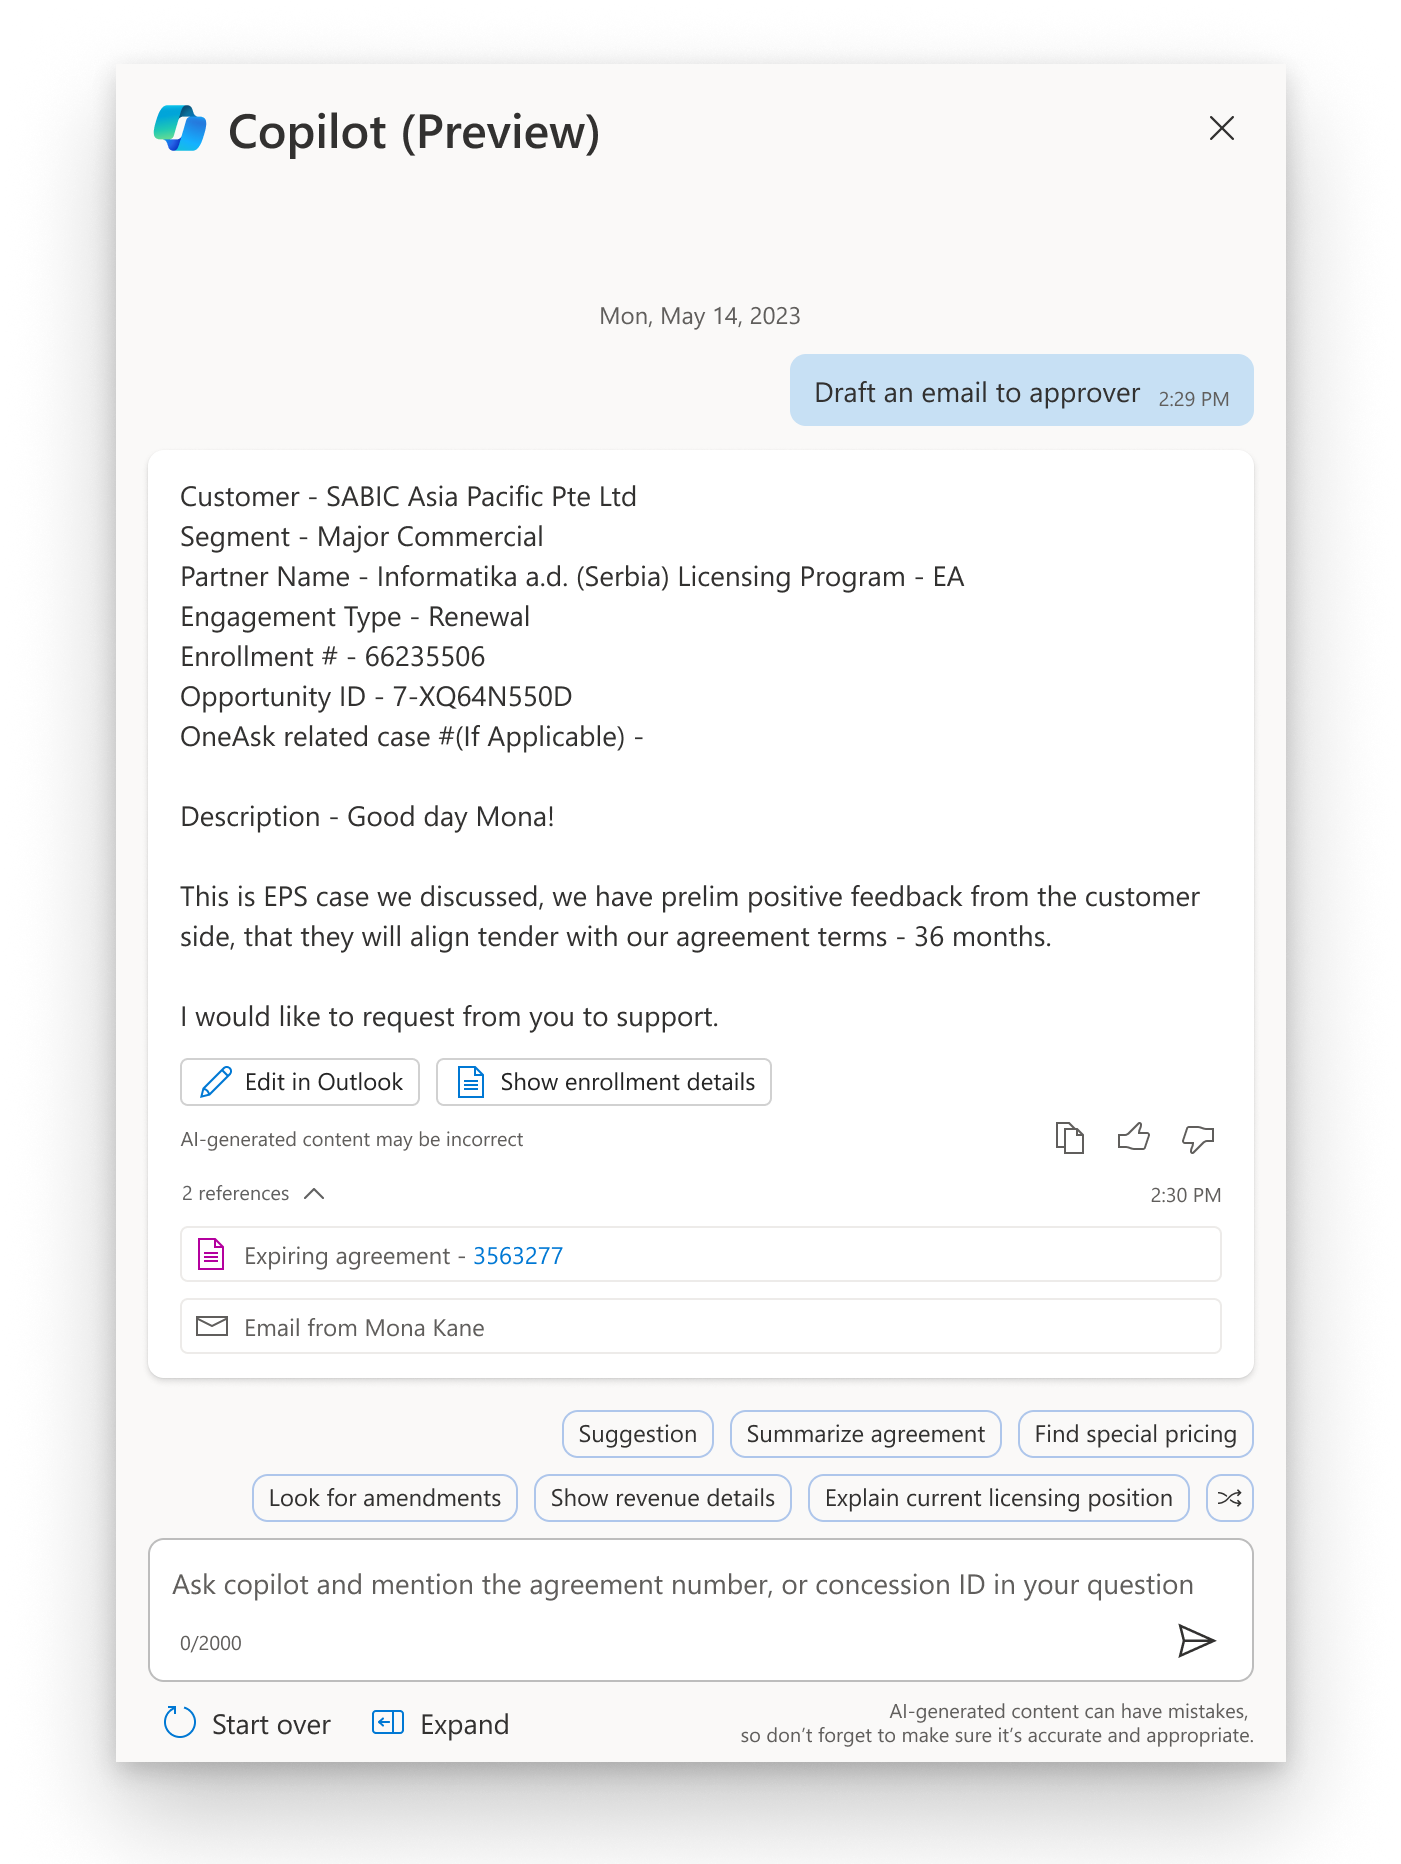 Copilot (Preview)
Mon, May 14, 2023
Draft an email to approver 2:29 PM
Customer - SABIC Asia Pacific Pte Ltd
Segment - Major Commercial
Partner Name - Informatika a.d. (Serbia) Licensing Program - EA
Engagement Type - Renewal
Enrollment # - 66235506
Opportunity ID - 7-XQ64N550D
OneAsk related case #(If Applicable) -
Description - Good day Mona!
This is EPS case we discussed, we have prelim positive feedback from the customer
side, that they will align tender with our agreement terms - 36 months.
I would like to request from you to support.
Edit in Outlook Show enrollment details
AI-generated content may be incorrect
2 references 2:30 PM
Expiring agreement - 3563277
Email from Mona Kane
Suggestion Summarize agreement Find special pricing
Look for amendments Show revenue details Explain current licensing position
Ask copilot and mention the agreement number, or concession ID in your question
0/2000
Start over Expand
AI-generated content can have mistakes,
so don’t forget to make sure it’s accurate and appropriate.